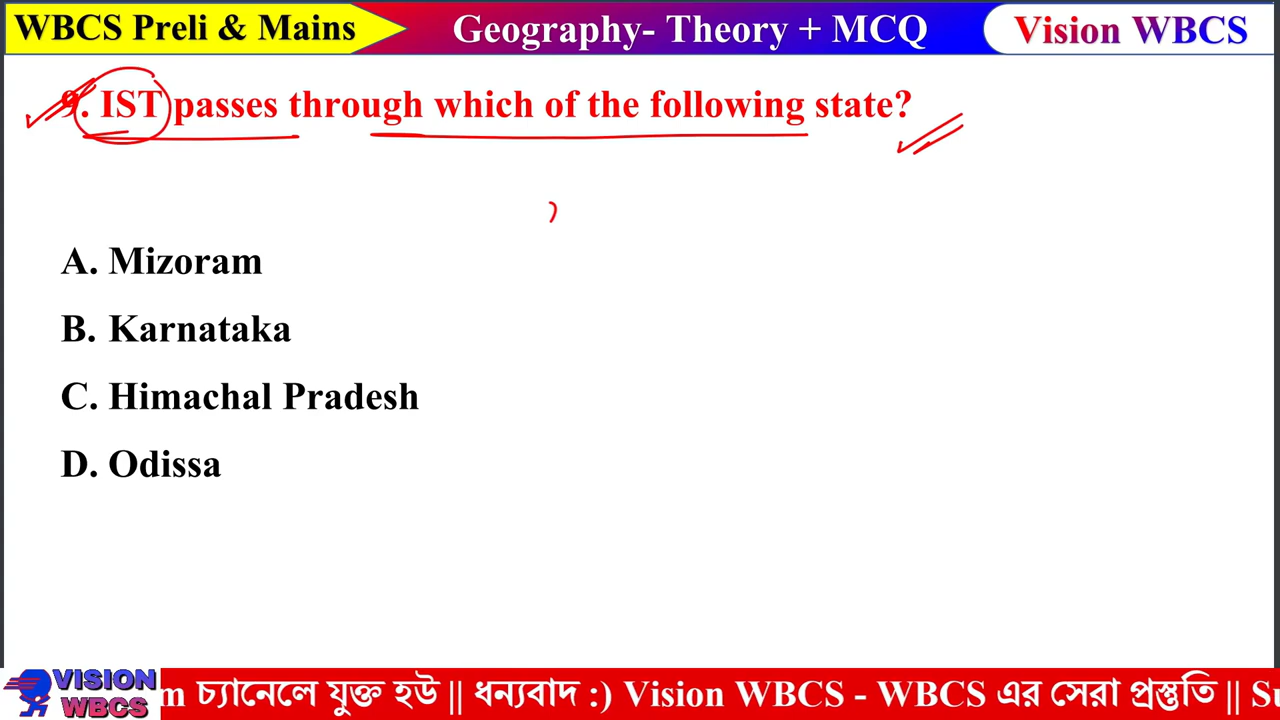 WBCS Preli & Mains
Geography- Theory + MCQ
Vision WBCS
9. IST passes through which of the following state?
A. Mizoram
B. Karnataka
C. Himachal Pradesh
D. Odissa
VISION
WBCS
m চ্যানেলে যুক্ত হউ || ধন্যবাদ :) Vision WBCS - WBCS এর সেরা প্রস্তুতি ||